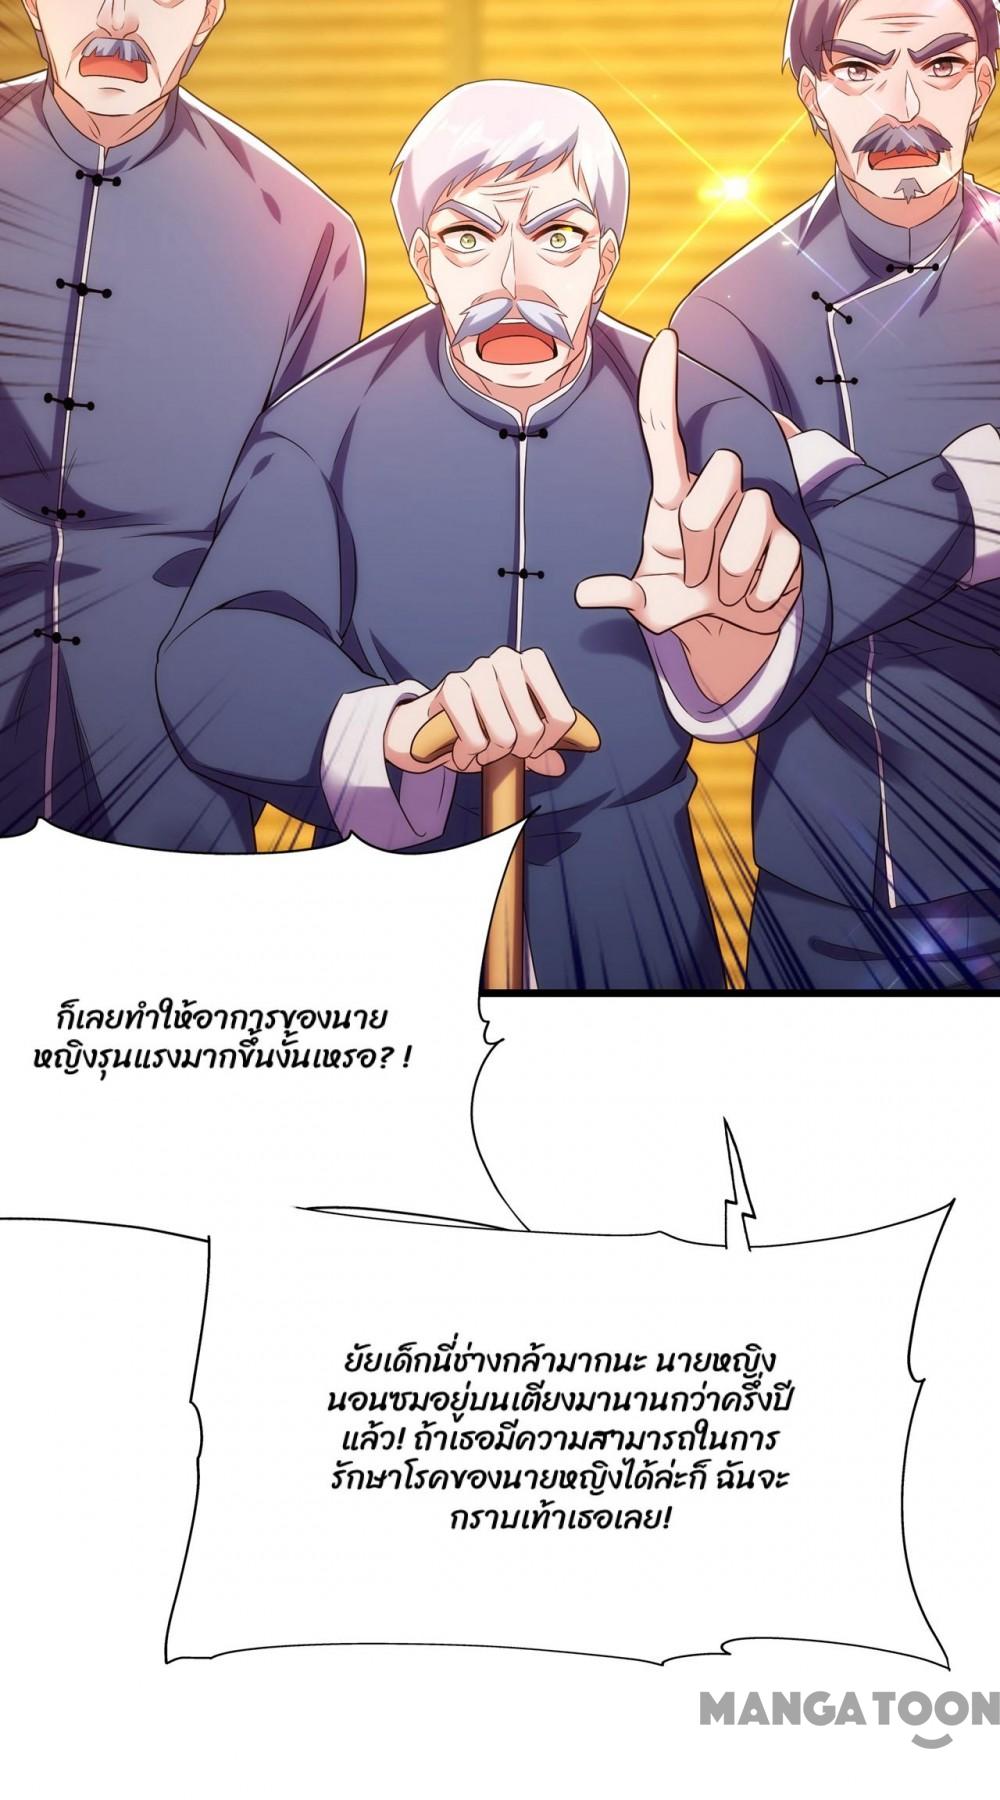 ก็เลยทำให้อาการของนาย
หญิงรุนแรงมากขึ้นงั้นเหรอ? !
ยัยเด็กนี่ช่างกล้ามากนะ นายหญิง
นอนซมอยู่บนเตียงมานานกว่าครึ่งปี
แล้ว! ถ้าเธอมีความสามารถในการ
รักษาโรคของนายหญิงได้ล่ะก็ ฉันจะ
กราบเท้าเธอเลย!
MANGATOON